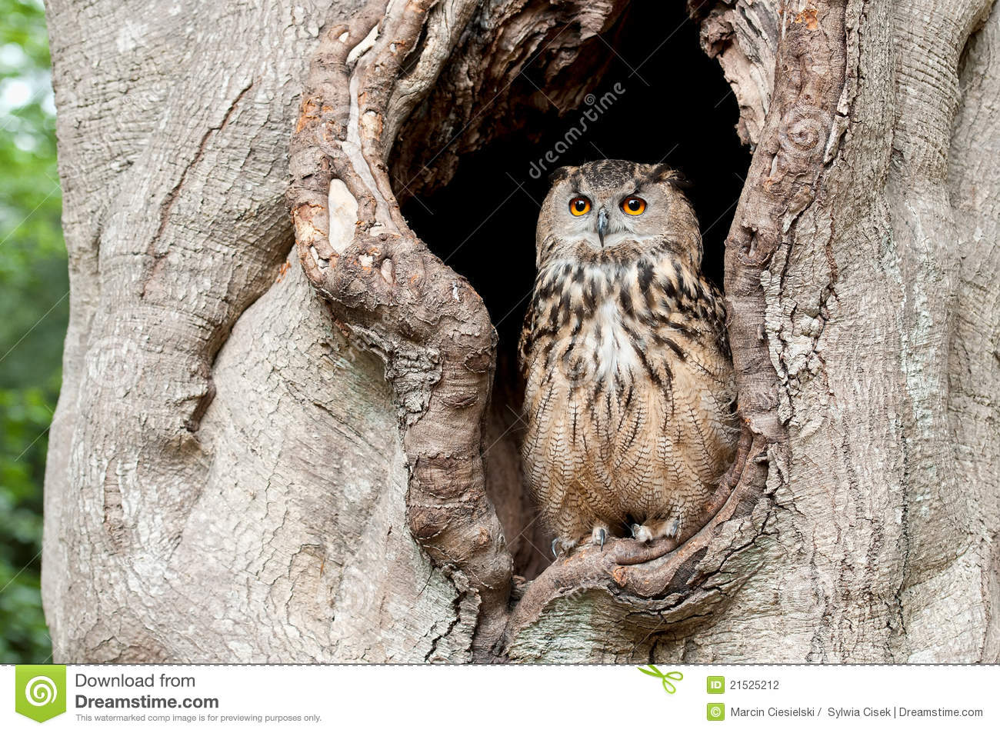 dreamstime
Download from
Dreamstime.com
This watermarked comp image is for previewing purposes only.
ID 21525212
© Marcin Ciesielski / Sylwia Cisek | Dreamstime.com